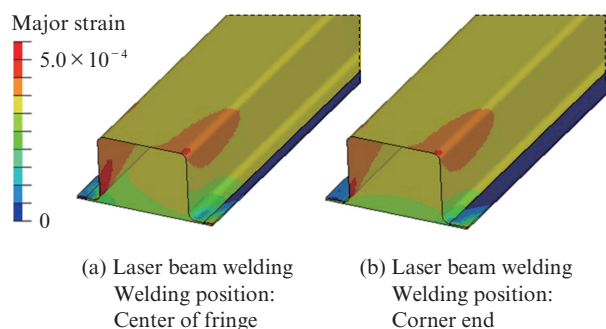 Major strain
5.0 × 10⁻⁴
0
(a) Laser beam welding
Welding position:
Center of fringe
(b) Laser beam welding
Welding position:
Corner end